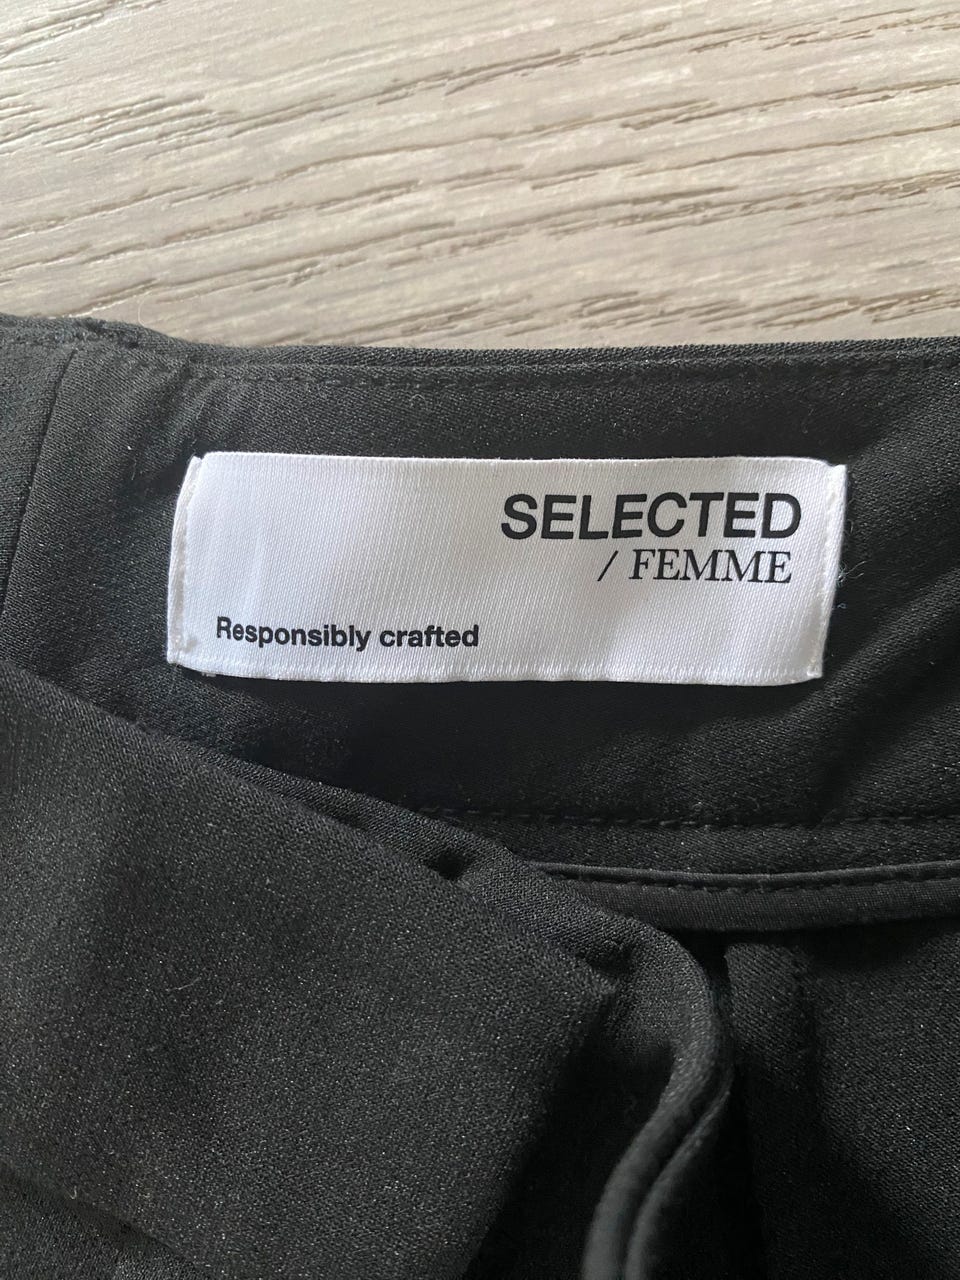 SELECTED
/ FEMME
Responsibly crafted